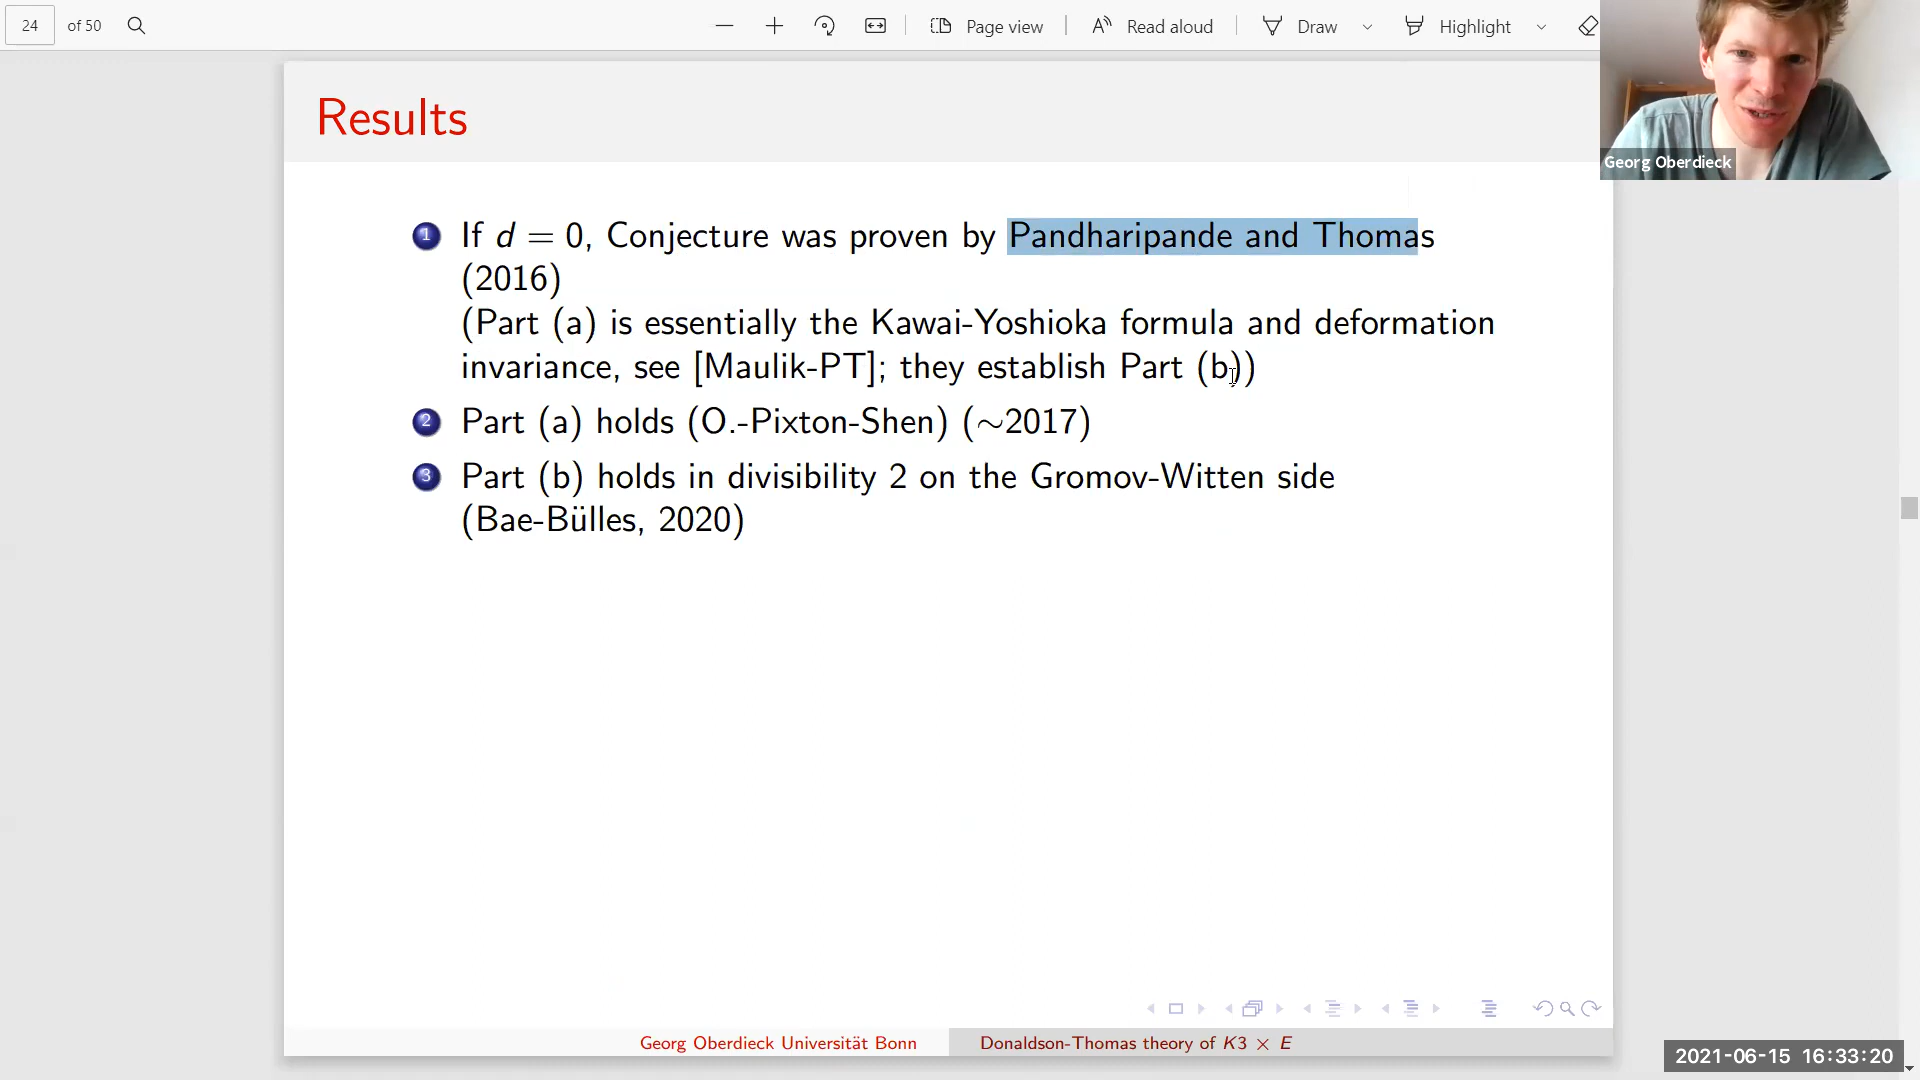 24 of 50 Page view Read aloud Draw Highlight
Georg Oberdieck
Results
1 If d = 0, Conjecture was proven by Pandharipande and Thomas
(2016)
(Part (a) is essentially the Kawai-Yoshioka formula and deformation
invariance, see [Maulik-PT]; they establish Part (b))
2 Part (a) holds (O.-Pixton-Shen) (∼2017)
3 Part (b) holds in divisibility 2 on the Gromov-Witten side
(Bae-Bülles, 2020)
Georg Oberdieck Universität Bonn Donaldson-Thomas theory of K3 × E
2021-06-15 16:33:20